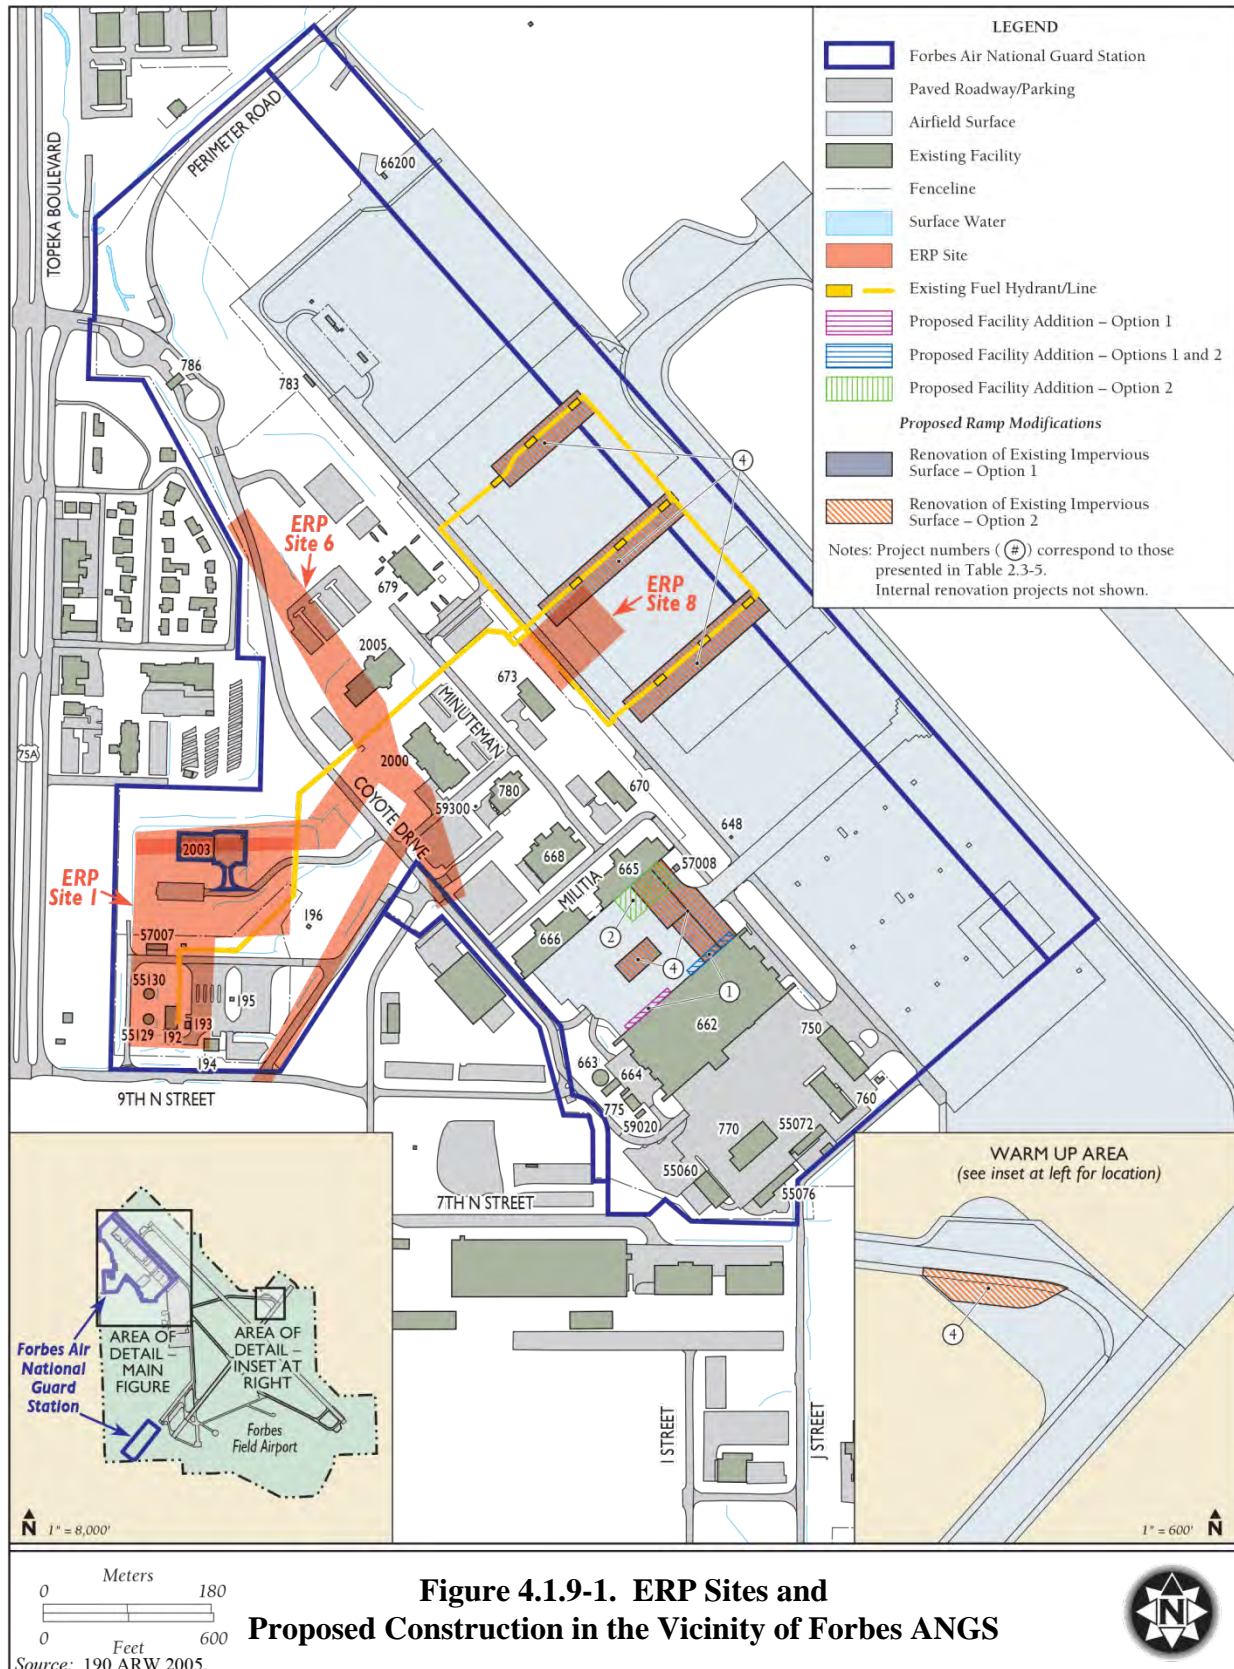 LEGEND
Forbes Air National Guard Station
Paved Roadway/Parking
Airfield Surface
Existing Facility
Fenceline
Surface Water
ERP Site
Existing Fuel Hydrant/Line
Proposed Facility Addition – Option 1
Proposed Facility Addition – Options 1 and 2
Proposed Facility Addition – Option 2
Proposed Ramp Modifications
Renovation of Existing Impervious
Surface – Option 1
Renovation of Existing Impervious
Surface – Option 2
Notes: Project numbers ( # ) correspond to those
presented in Table 2.3-5.
Internal renovation projects not shown.
TOPEKA BOULEVARD
PERIMETER ROAD
66200
786
783
4
ERP
Site 6
679
ERP
Site 8
2005
673
MINUTEMAN
75A
2000
COYOTE DRIVE
59300
780
670
648
668
665
57008
MILITIA
2003
ERP
Site 1
196
666
2
4
57007
55130
195
1
662
750
55129
192
193
194
663
664
760
775
59020
770
55072
9TH N STREET
55060
55076
7TH N STREET
I STREET
J STREET
WARM UP AREA
(see inset at left for location)
4
1" = 600'
N
Forbes Air
National
Guard
Station
AREA OF
DETAIL –
MAIN
FIGURE
AREA OF
DETAIL –
INSET AT
RIGHT
Forbes
Field Airport
N
1" = 8,000'
Meters
0 180
0 600
Feet
Source: 190 ARW 2005.
Figure 4.1.9-1. ERP Sites and
Proposed Construction in the Vicinity of Forbes ANGS
N